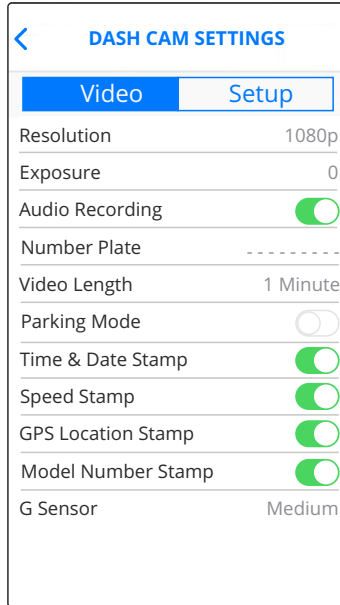 DASH CAM SETTINGS
Video Setup
Resolution 1080p
Exposure 0
Audio Recording
Number Plate - - - - - - - - -
Video Length 1 Minute
Parking Mode
Time & Date Stamp
Speed Stamp
GPS Location Stamp
Model Number Stamp
G Sensor Medium